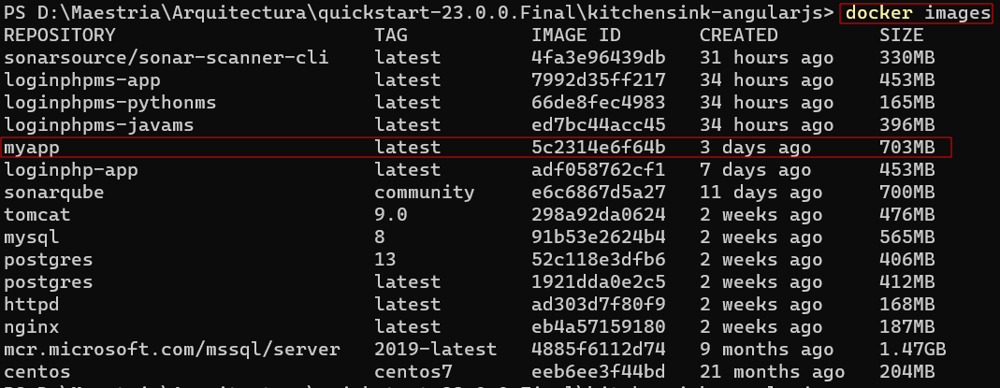 PS D:\Maestria\Arquitectura\quickstart-23.0.0.Final\kitchensink-angularjs> docker images
REPOSITORY TAG IMAGE ID CREATED SIZE
sonarsource/sonar-scanner-cli latest 4fa3e96439db 31 hours ago 330MB
loginphpms-app latest 7992d35ff217 34 hours ago 453MB
loginphpms-pythonms latest 66de8fec4983 34 hours ago 165MB
loginphpms-javams latest ed7bc44acc45 34 hours ago 396MB
myapp latest 5c2314e6f64b 3 days ago 703MB
loginphp-app latest adf058762cf1 7 days ago 453MB
sonarqube community e6c6867d5a27 11 days ago 700MB
tomcat 9.0 298a92da0624 2 weeks ago 476MB
mysql 8 91b53e2624b4 2 weeks ago 565MB
postgres 13 52c118e3dfb6 2 weeks ago 406MB
postgres latest 1921dda0e2c5 2 weeks ago 412MB
httpd latest ad303d7f80f9 2 weeks ago 168MB
nginx latest eb4a57159180 2 weeks ago 187MB
mcr.microsoft.com/mssql/server 2019-latest 4885f6112d74 9 months ago 1.47GB
centos centos7 eeb6ee3f44bd 21 months ago 204MB